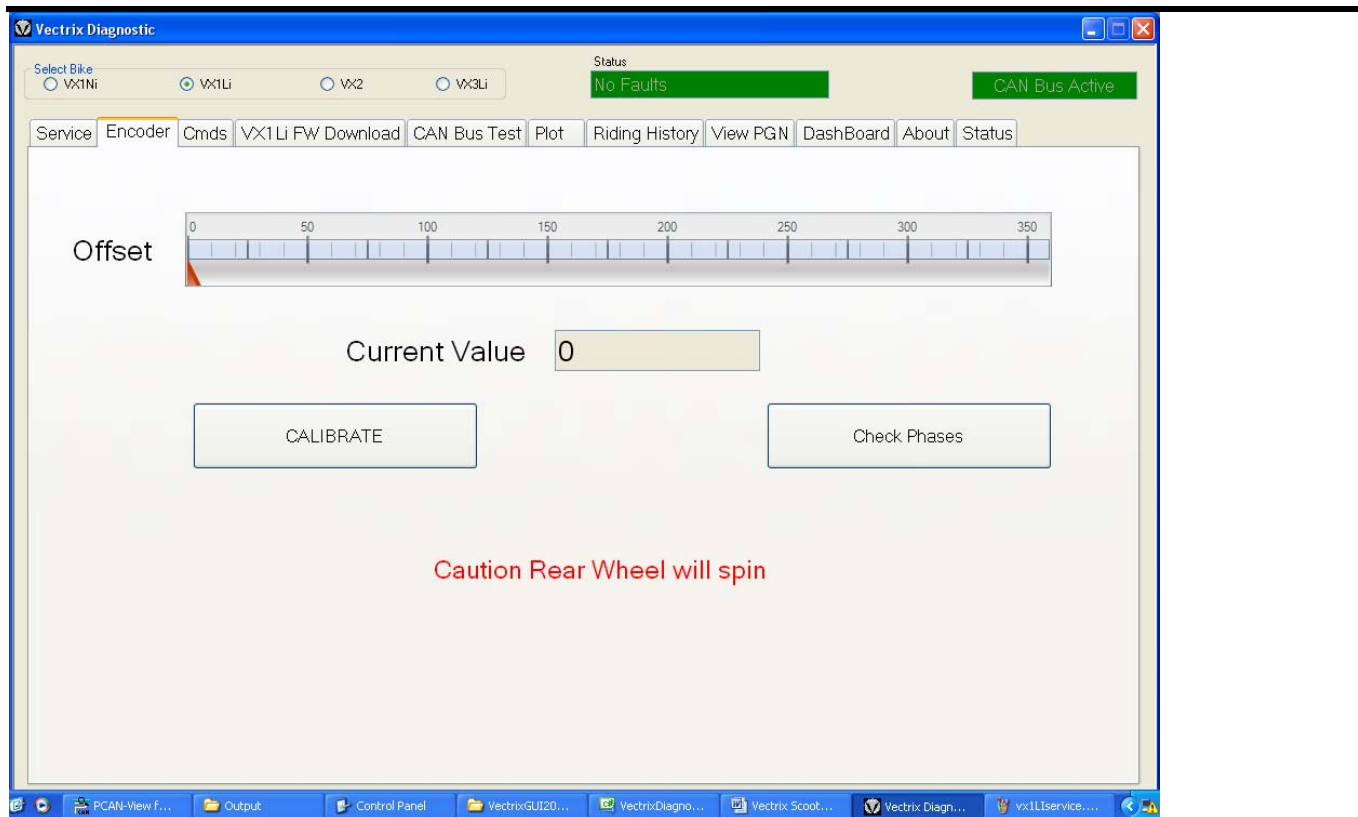 Vectrix Diagnostic
Select Bike
VX1Ni VX1Li VX2 VX3Li
Status
No Faults
CAN Bus Active
Service Encoder Cmds VX1Li FW Download CAN Bus Test Plot Riding History View PGN DashBoard About Status
0 50 100 150 200 250 300 350
Offset
Current Value 0
CALIBRATE Check Phases
Caution Rear Wheel will spin
PCAN-View f... Output Control Panel VectrixGUI20... VectrixDiagno... Vectrix Scoot... Vectrix Diagn... vx1LIservice....